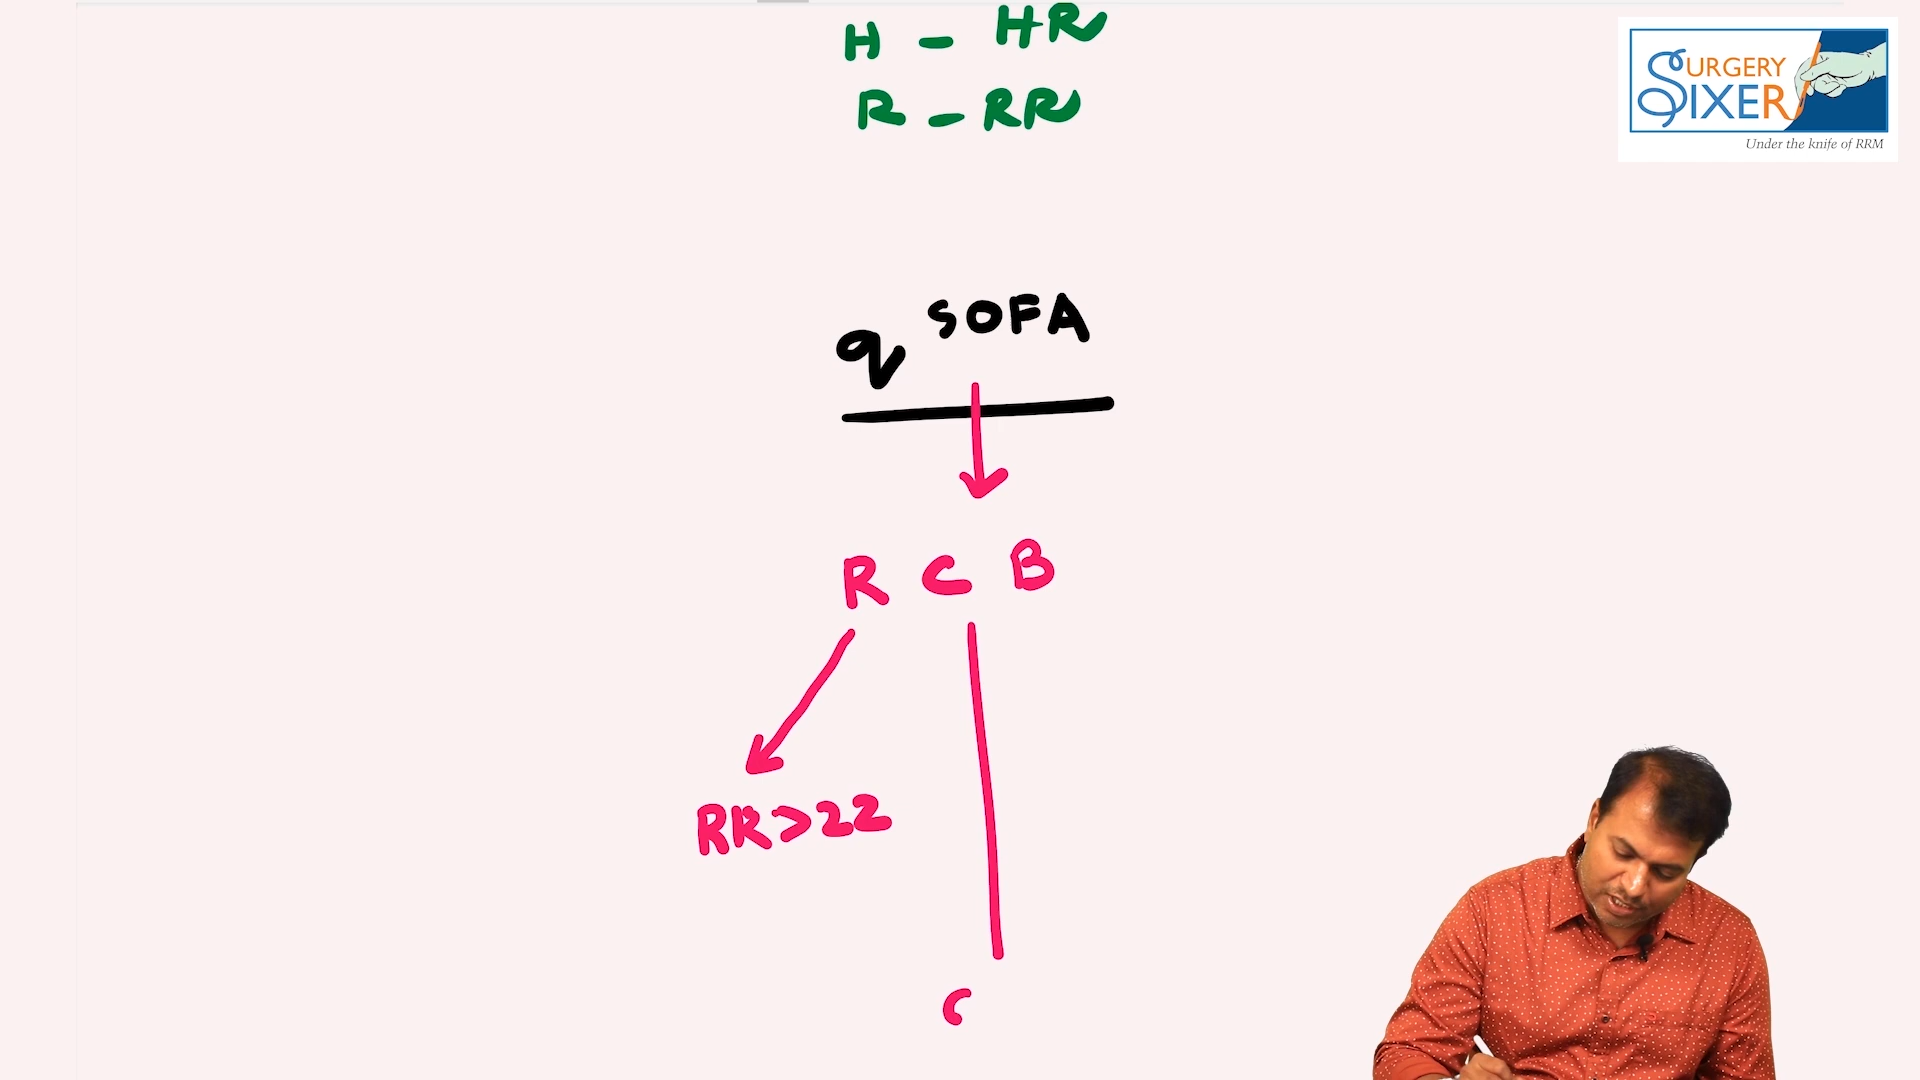 H - HR
R - RR
SURGERY
SIXER
Under the knife of RRM
q SOFA
R C B
RR>22
C